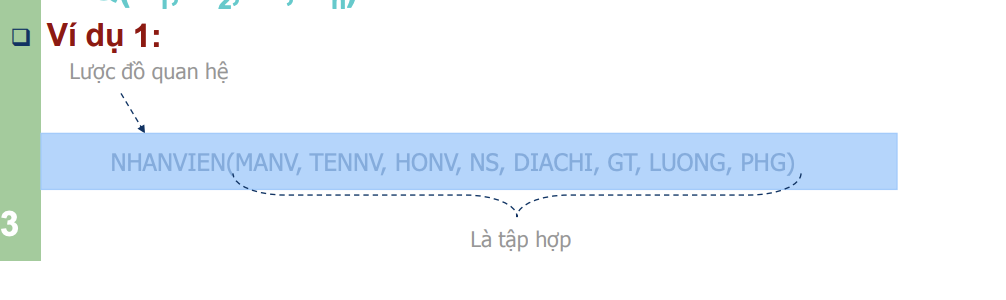 Ví dụ 1:
Lược đồ quan hệ
NHANVIEN(MANV, TENNV, HONV, NS, DIACHI, GT, LUONG, PHG)
3
Là tập hợp